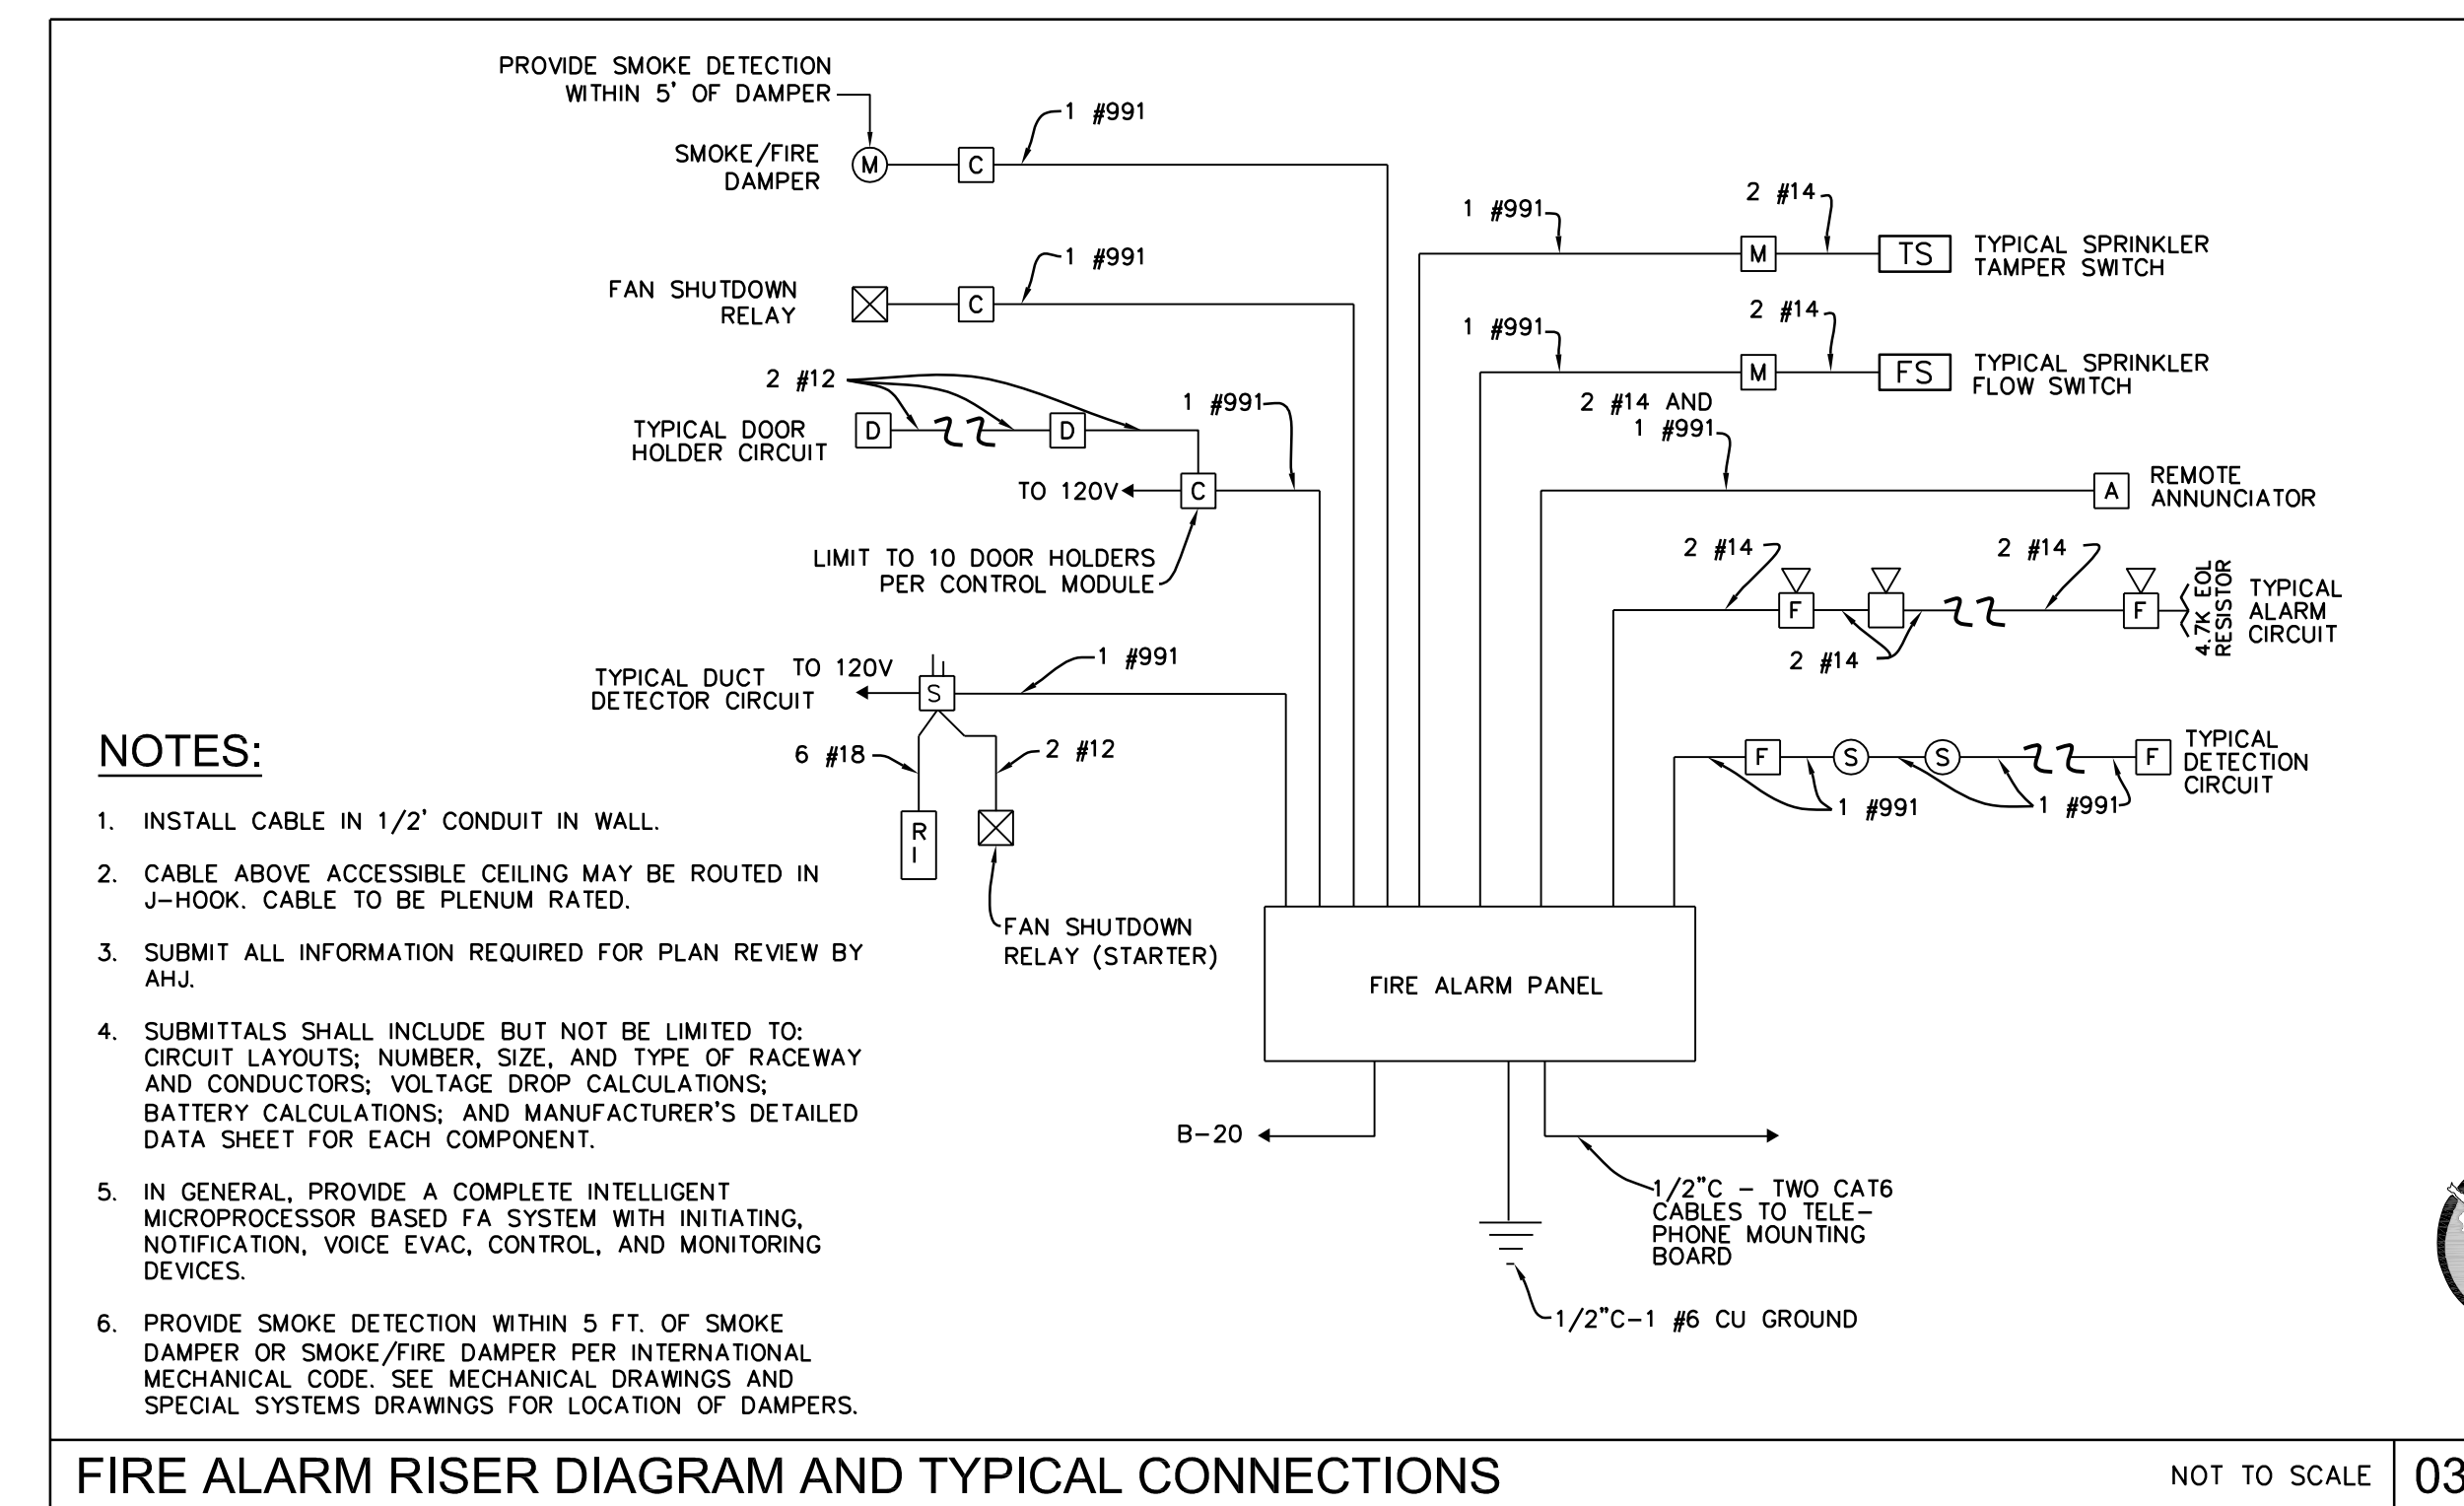 PROVIDE SMOKE DETECTION
WITHIN 5' OF DAMPER
1 #991
SMOKE/FIRE
DAMPER
M
C
1 #991
FAN SHUTDOWN
RELAY
C
2 #12
TYPICAL DOOR
HOLDER CIRCUIT
D
D
1 #991
TO 120V
C
LIMIT TO 10 DOOR HOLDERS
PER CONTROL MODULE
TYPICAL DUCT
DETECTOR CIRCUIT
TO 120V
S
1 #991
6 #18
2 #12
R
I
FAN SHUTDOWN
RELAY (STARTER)
1 #991
M
2 #14
TS
TYPICAL SPRINKLER
TAMPER SWITCH
1 #991
M
2 #14
FS
TYPICAL SPRINKLER
FLOW SWITCH
2 #14 AND
1 #991
A
REMOTE
ANNUNCIATOR
2 #14
2 #14
F
F
2 #14
4.7K EOL
RESISTOR
TYPICAL
ALARM
CIRCUIT
F
S
S
F
1 #991
1 #991
TYPICAL
DETECTION
CIRCUIT
FIRE ALARM PANEL
B-20
1/2"C - TWO CAT6
CABLES TO TELE-
PHONE MOUNTING
BOARD
1/2"C-1 #6 CU GROUND
NOTES:
1. INSTALL CABLE IN 1/2' CONDUIT IN WALL.
2. CABLE ABOVE ACCESSIBLE CEILING MAY BE ROUTED IN
J-HOOK. CABLE TO BE PLENUM RATED.
3. SUBMIT ALL INFORMATION REQUIRED FOR PLAN REVIEW BY
AHJ.
4. SUBMITTALS SHALL INCLUDE BUT NOT BE LIMITED TO:
CIRCUIT LAYOUTS; NUMBER, SIZE, AND TYPE OF RACEWAY
AND CONDUCTORS; VOLTAGE DROP CALCULATIONS;
BATTERY CALCULATIONS; AND MANUFACTURER'S DETAILED
DATA SHEET FOR EACH COMPONENT.
5. IN GENERAL, PROVIDE A COMPLETE INTELLIGENT
MICROPROCESSOR BASED FA SYSTEM WITH INITIATING,
NOTIFICATION, VOICE EVAC, CONTROL, AND MONITORING
DEVICES.
6. PROVIDE SMOKE DETECTION WITHIN 5 FT. OF SMOKE
DAMPER OR SMOKE/FIRE DAMPER PER INTERNATIONAL
MECHANICAL CODE. SEE MECHANICAL DRAWINGS AND
SPECIAL SYSTEMS DRAWINGS FOR LOCATION OF DAMPERS.
FIRE ALARM RISER DIAGRAM AND TYPICAL CONNECTIONS
NOT TO SCALE
03